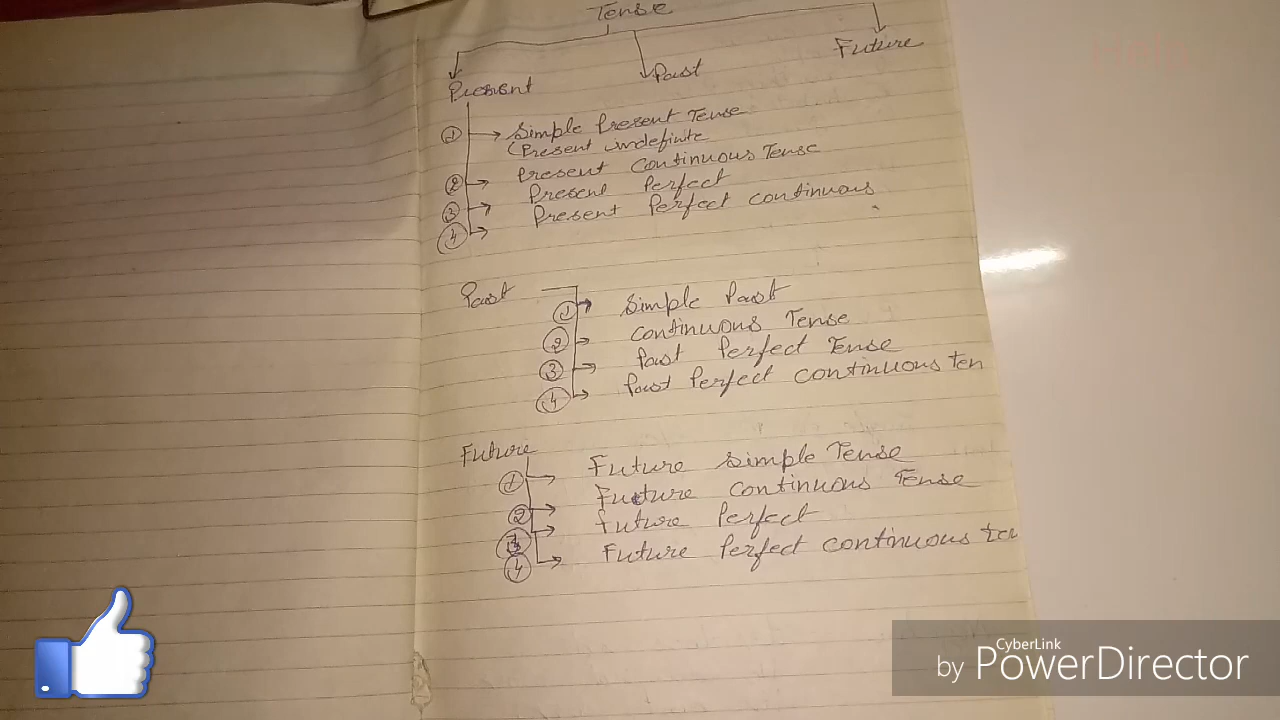 Tense
Present
Past
Future
① Simple Present Tense
(Present indefinite
② Present Continuous Tense
③ Present Perfect
④ Present Perfect continuous
Past
① Simple Past
② Continuous Tense
③ Past Perfect Tense
④ Past Perfect continuous ten
Future
① Future Simple Tense
② Future continuous Tense
③ Future Perfect
④ Future Perfect continuous ten
Help
CyberLink
by PowerDirector